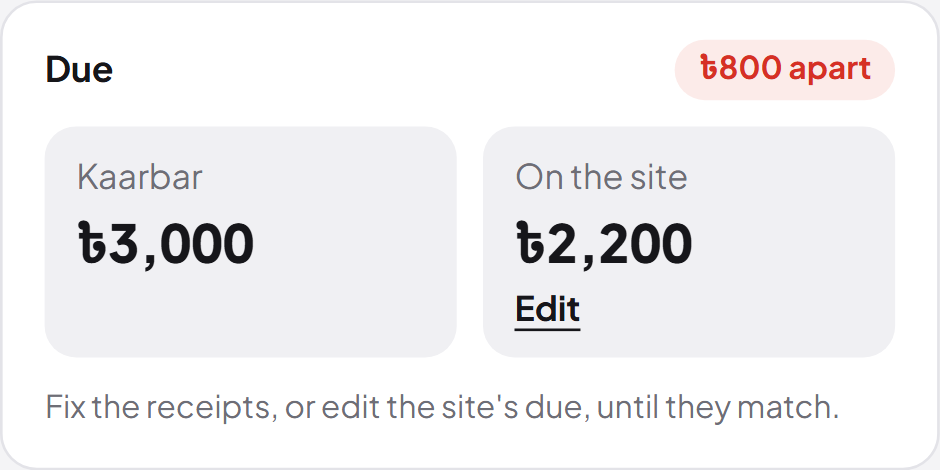 Due
৳800 apart
Kaarbar
৳3,000
On the site
৳2,200
Edit
Fix the receipts, or edit the site's due, until they match.